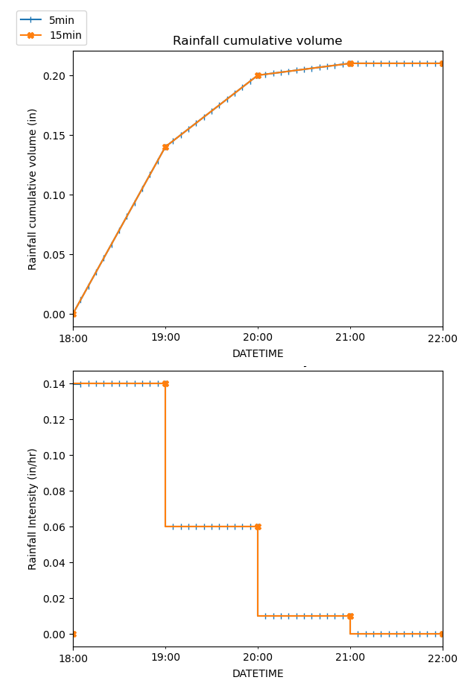 5min
15min
Rainfall cumulative volume
Rainfall cumulative volume (in)
0.20
0.15
0.10
0.05
0.00
18:00 19:00 20:00 21:00 22:00
DATETIME
Rainfall Intensity (in/hr)
0.14
0.12
0.10
0.08
0.06
0.04
0.02
0.00
18:00 19:00 20:00 21:00 22:00
DATETIME